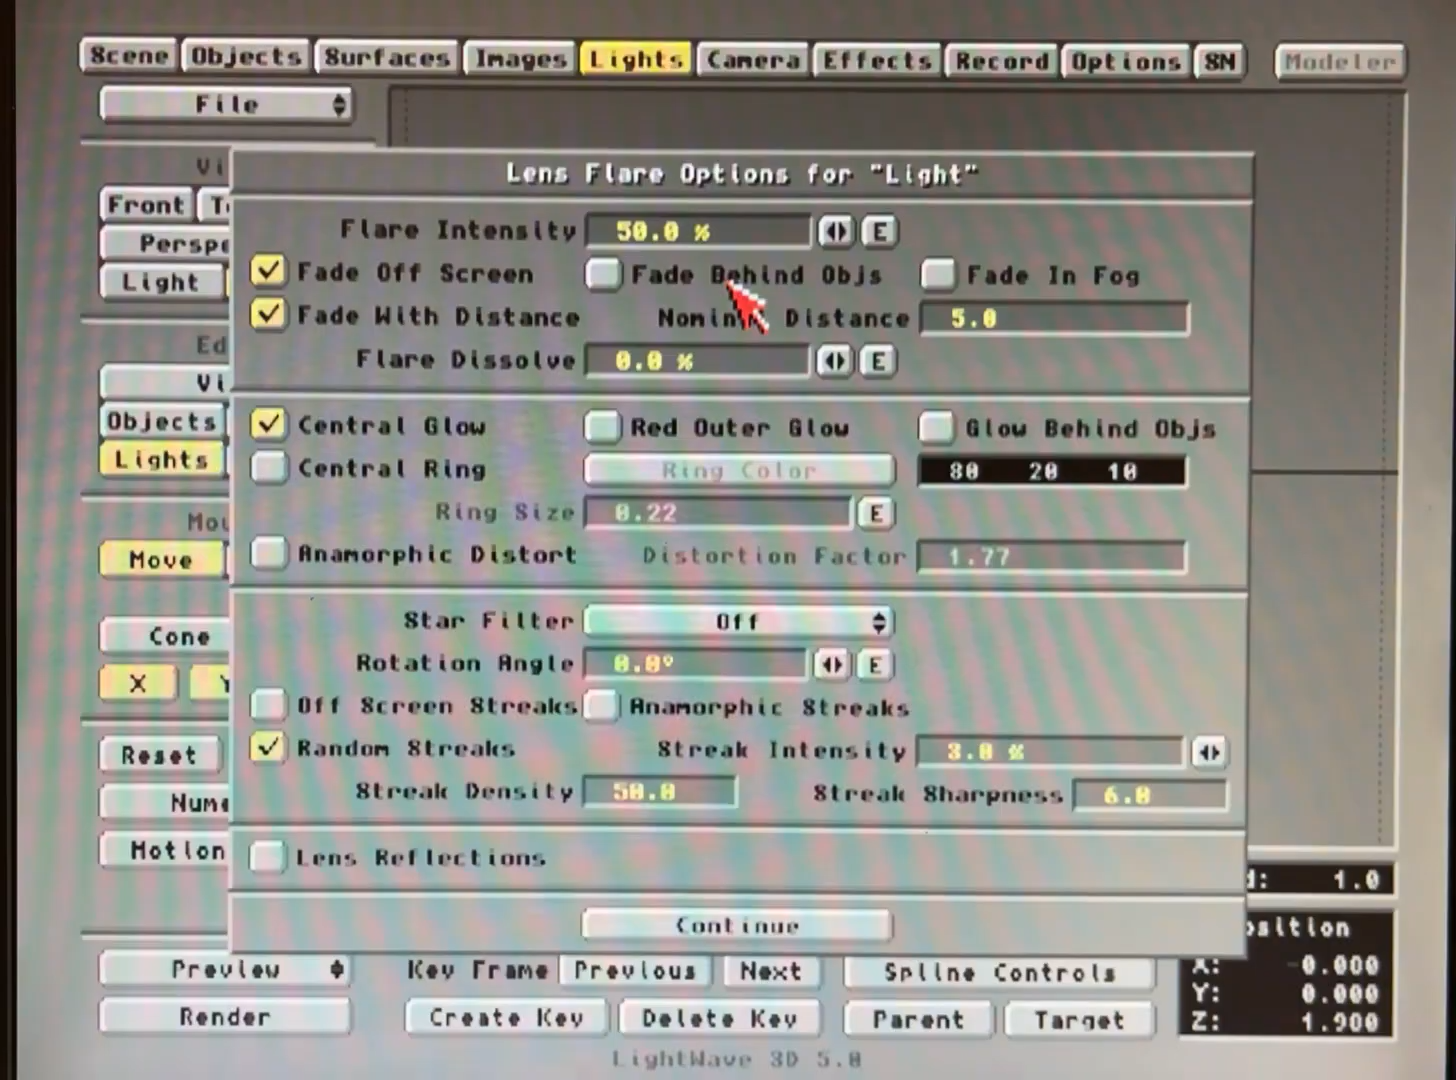 Scene Objects Surfaces Images Lights Camera Effects Record Options SN Modeler
File
Lens Flare Options for "Light"
Front
Flare Intensity 50.0 % E
Perspe
Fade Off Screen Fade Behind Objs Fade In Fog
Light
Fade With Distance Distance 5.0
Flare Dissolve 0.0 % E
Objects
Central Glow Red Outer Glow Glow Behind Objs
Lights
Central Ring Ring Color 80 20 10
Ring Size 0.22 E
Move
Anamorphic Distort Distortion Factor 1.77
Star Filter Off
Cone
Rotation Angle 0.0° E
X Y
Off Screen Streaks Anamorphic Streaks
Reset
Random Streaks Streak Intensity 3.0 %
Nume
Streak Density 50.0 Streak Sharpness 6.0
Motion
Lens Reflections
d: 1.0
Continue
osition
Preview Key Frame Previous Next Spline Controls
X: -0.000
Y: 0.000
Render Create Key Delete Key Parent Target
Z: 1.900
LightWave 3D 5.0